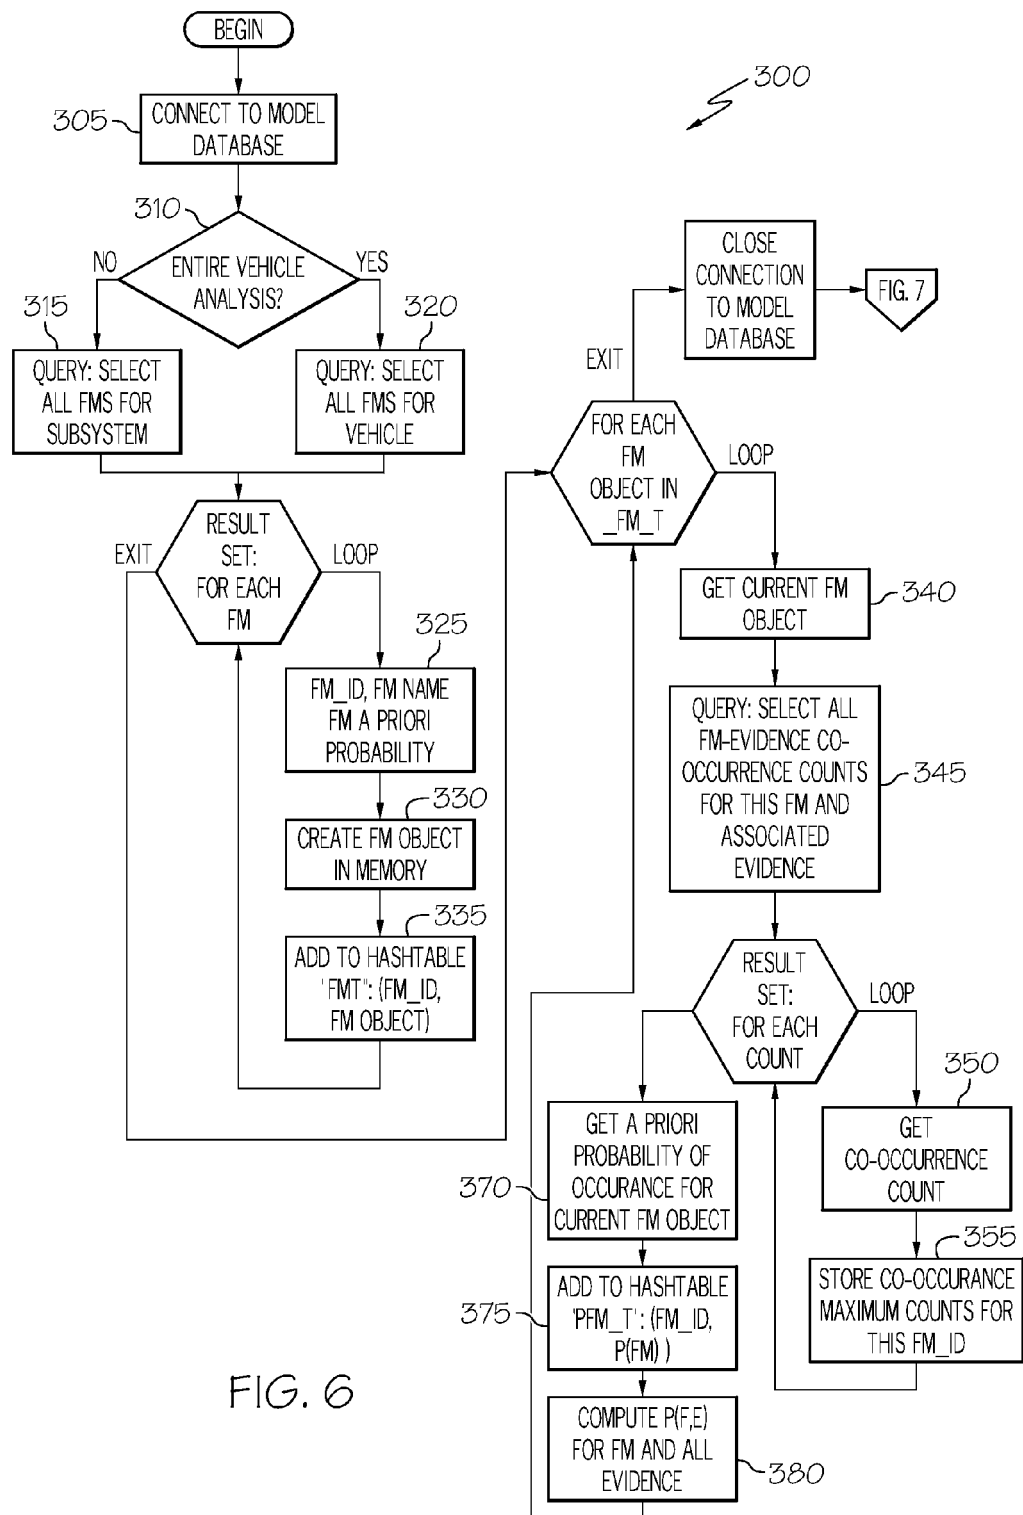 BEGIN
300
305
CONNECT TO MODEL
DATABASE
310
NO
ENTIRE VEHICLE
ANALYSIS?
YES
315
QUERY: SELECT
ALL FMS FOR
SUBSYSTEM
320
QUERY: SELECT
ALL FMS FOR
VEHICLE
EXIT
RESULT
SET:
FOR EACH
FM
LOOP
325
FM_ID, FM NAME
FM A PRIORI
PROBABILITY
330
CREATE FM OBJECT
IN MEMORY
335
ADD TO HASHTABLE
'FMT": (FM_ID,
FM OBJECT)
CLOSE
CONNECTION
TO MODEL
DATABASE
FIG. 7
EXIT
FOR EACH
FM
OBJECT IN
_FM_T
LOOP
GET CURRENT FM
OBJECT
340
QUERY: SELECT ALL
FM-EVIDENCE CO-
OCCURRENCE COUNTS
FOR THIS FM AND
ASSOCIATED
EVIDENCE
345
RESULT
SET:
FOR EACH
COUNT
LOOP
350
GET
CO-OCCURRENCE
COUNT
355
STORE CO-OCCURANCE
MAXIMUM COUNTS FOR
THIS FM_ID
370
GET A PRIORI
PROBABILITY OF
OCCURANCE FOR
CURRENT FM OBJECT
375
ADD TO HASHTABLE
'PFM_T': (FM_ID,
P(FM) )
COMPUTE P(F,E)
FOR FM AND ALL
EVIDENCE
380
FIG. 6